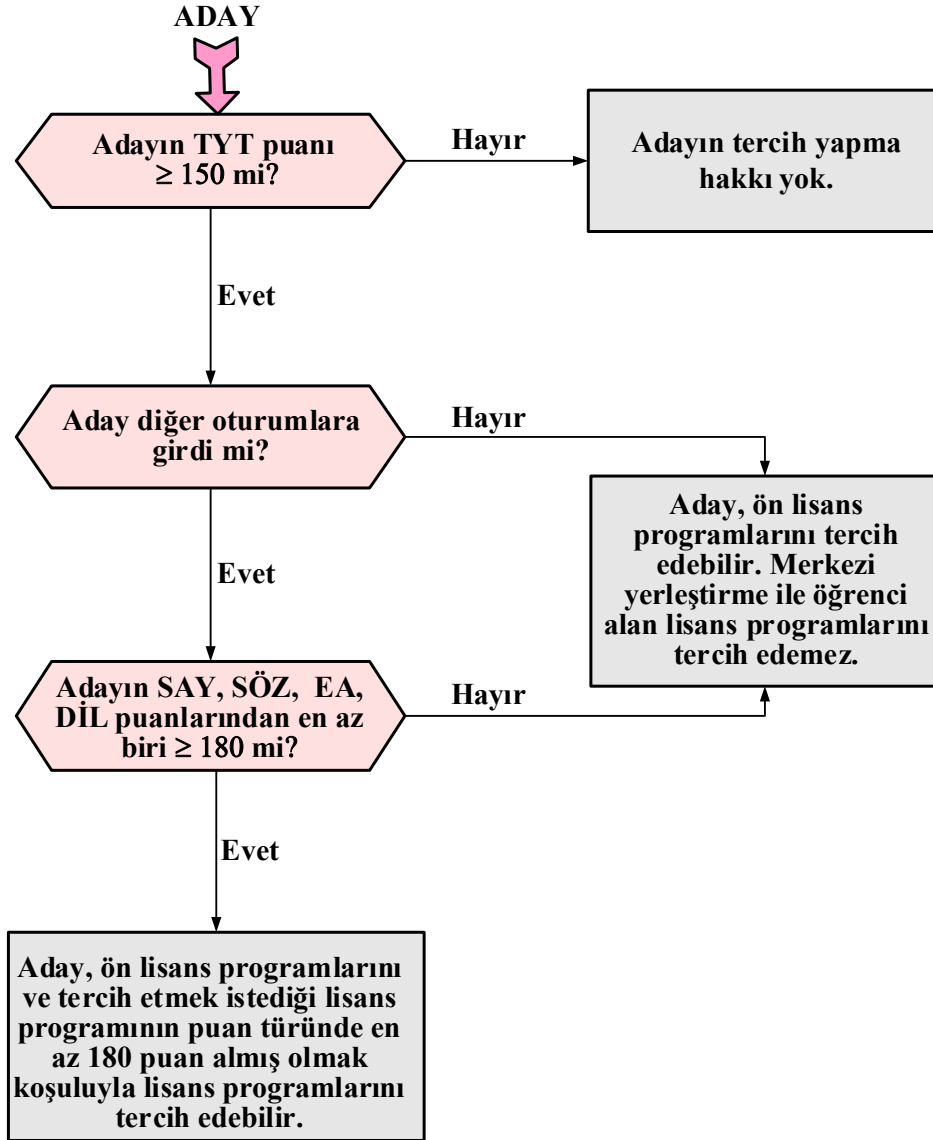 ADAY
Adayın TYT puanı
≥ 150 mi?
Hayır
Adayın tercih yapma
hakkı yok.
Evet
Aday diğer oturumlara
girdi mi?
Hayır
Aday, ön lisans
programlarını tercih
edebilir. Merkezi
yerleştirme ile öğrenci
alan lisans programlarını
tercih edemez.
Evet
Adayın SAY, SÖZ, EA,
DİL puanlarından en az
biri ≥ 180 mi?
Hayır
Evet
Aday, ön lisans programlarını
ve tercih etmek istediği lisans
programının puan türünde en
az 180 puan almış olmak
koşuluyla lisans programlarını
tercih edebilir.